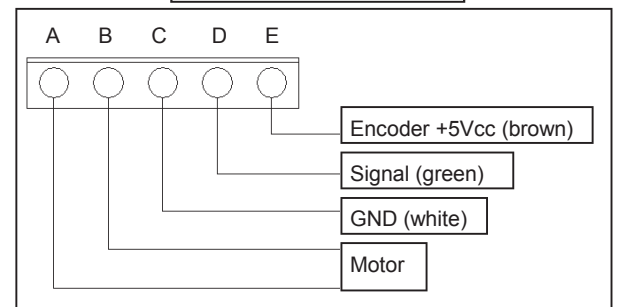 A B C D E
Encoder +5Vcc (brown)
Signal (green)
GND (white)
Motor